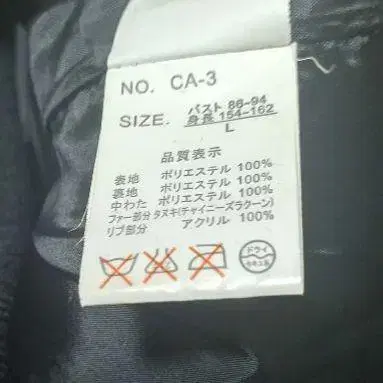 NO. CA-3
SIZE. バスト 86-94
身長 154-162
L
品質表示
表地 ポリエステル 100%
裏地 ポリエステル 100%
中わた ポリエステル 100%
ファー部分 タヌキ(チャイニーズラクーン)
リブ部分 アクリル 100%
ドライ